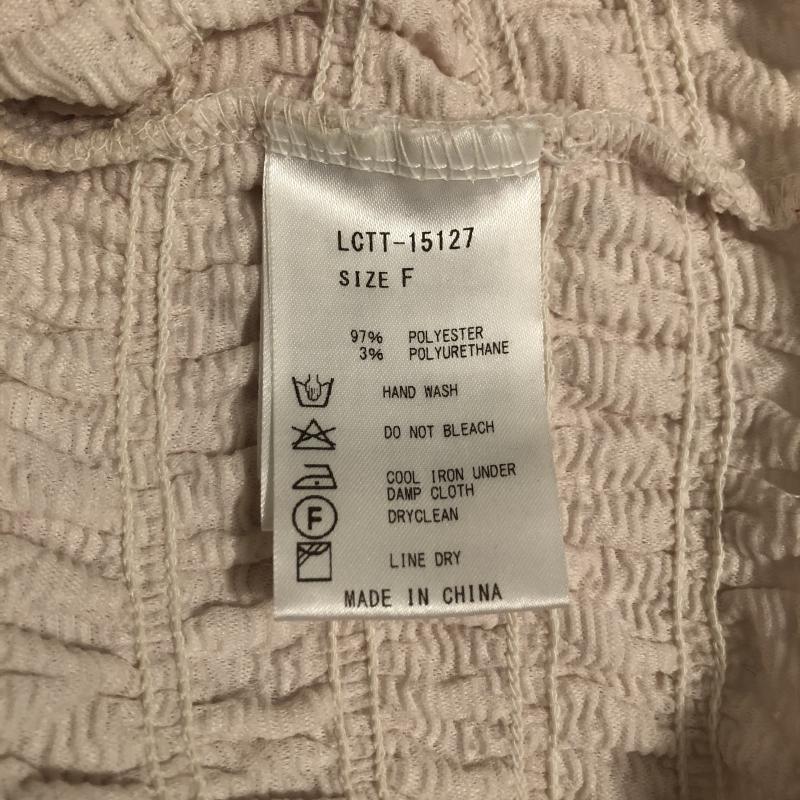 LCTT-15127
SIZE F
97% POLYESTER
3% POLYURETHANE
HAND WASH
DO NOT BLEACH
COOL IRON UNDER
DAMP CLOTH
F DRYCLEAN
LINE DRY
MADE IN CHINA